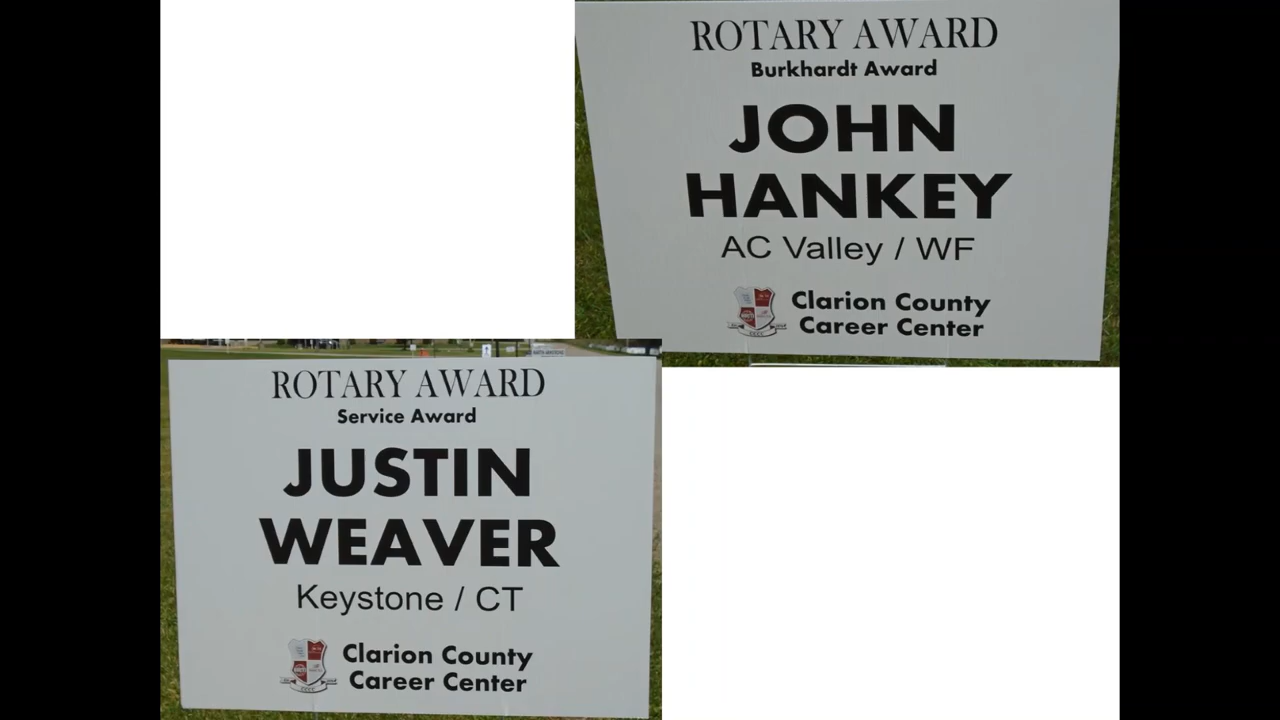 ROTARY AWARD
Burkhardt Award
JOHN
HANKEY
AC Valley / WF
Clarion County
Career Center
ROTARY AWARD
Service Award
JUSTIN
WEAVER
Keystone / CT
Clarion County
Career Center